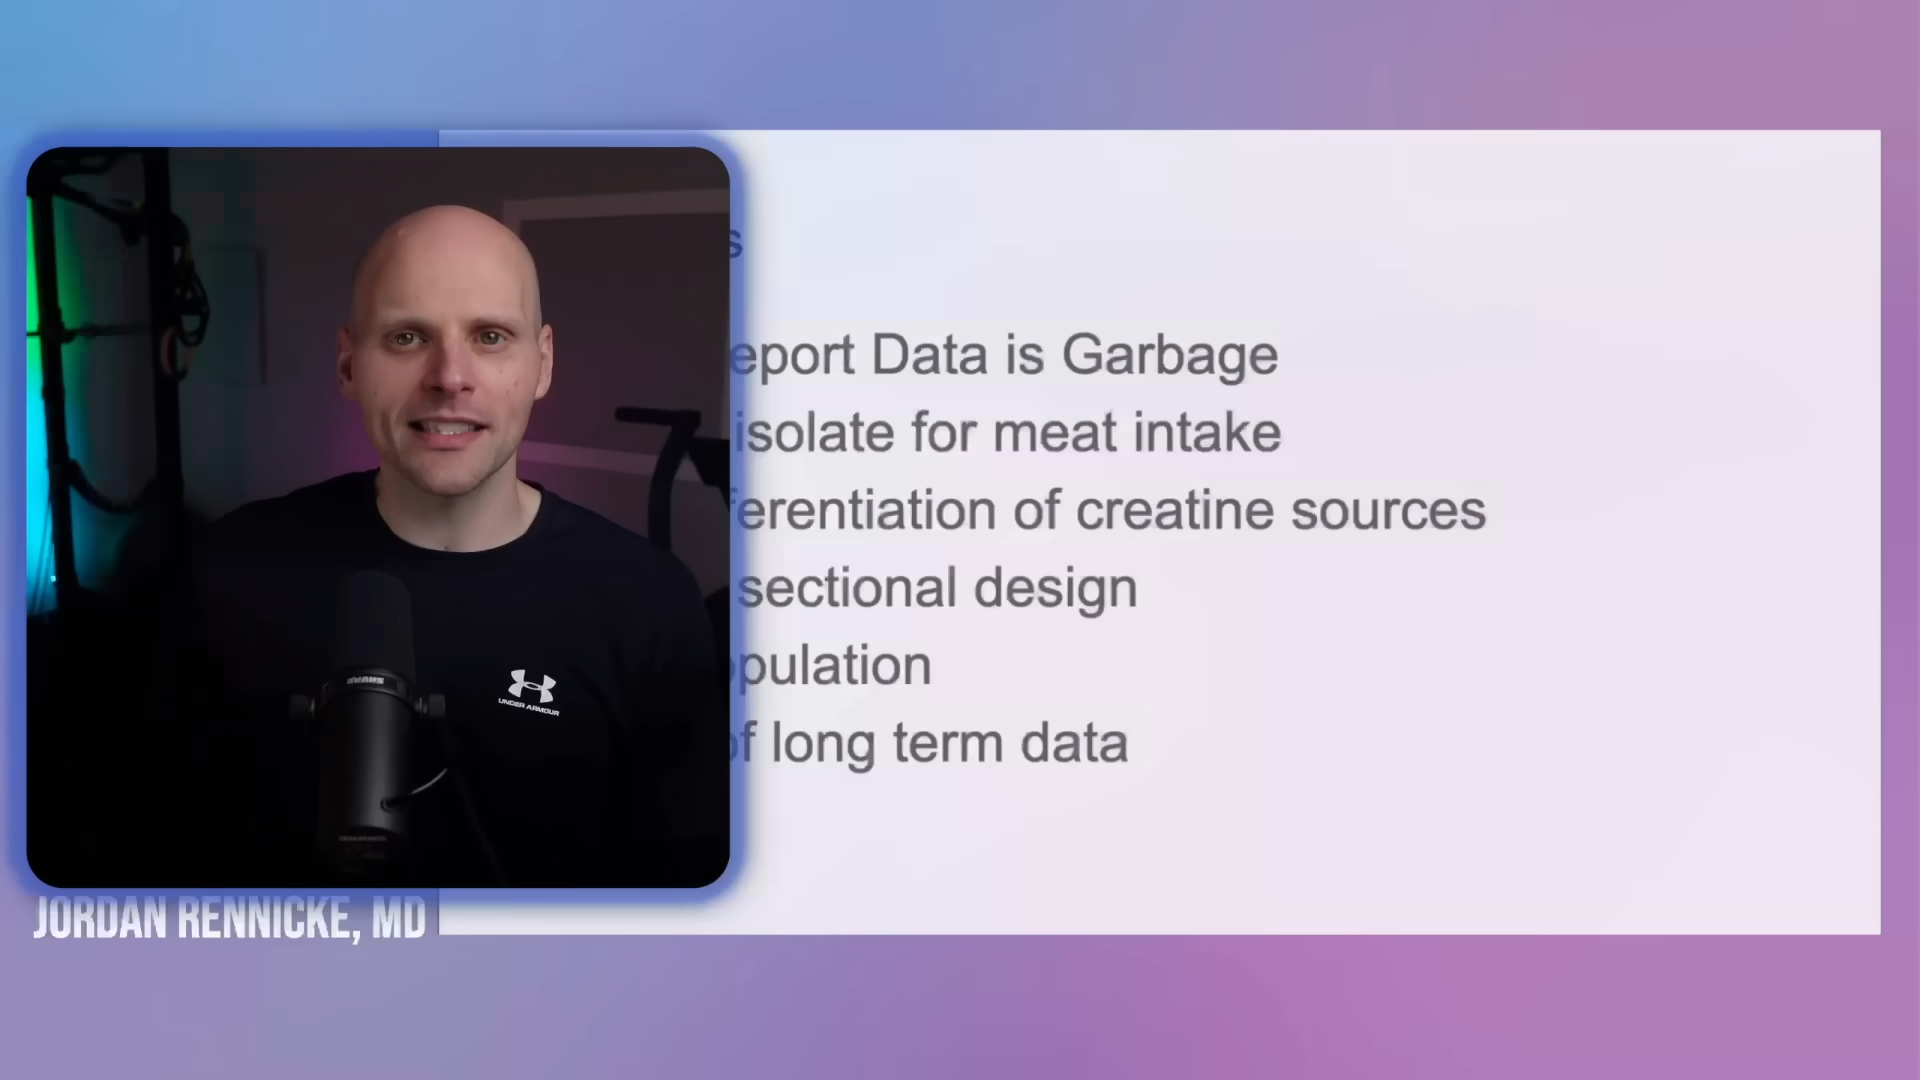 s
eport Data is Garbage
isolate for meat intake
ferentiation of creatine sources
sectional design
opulation
of long term data
SHURE
UNDER ARMOUR
JORDAN RENNICKE, MD